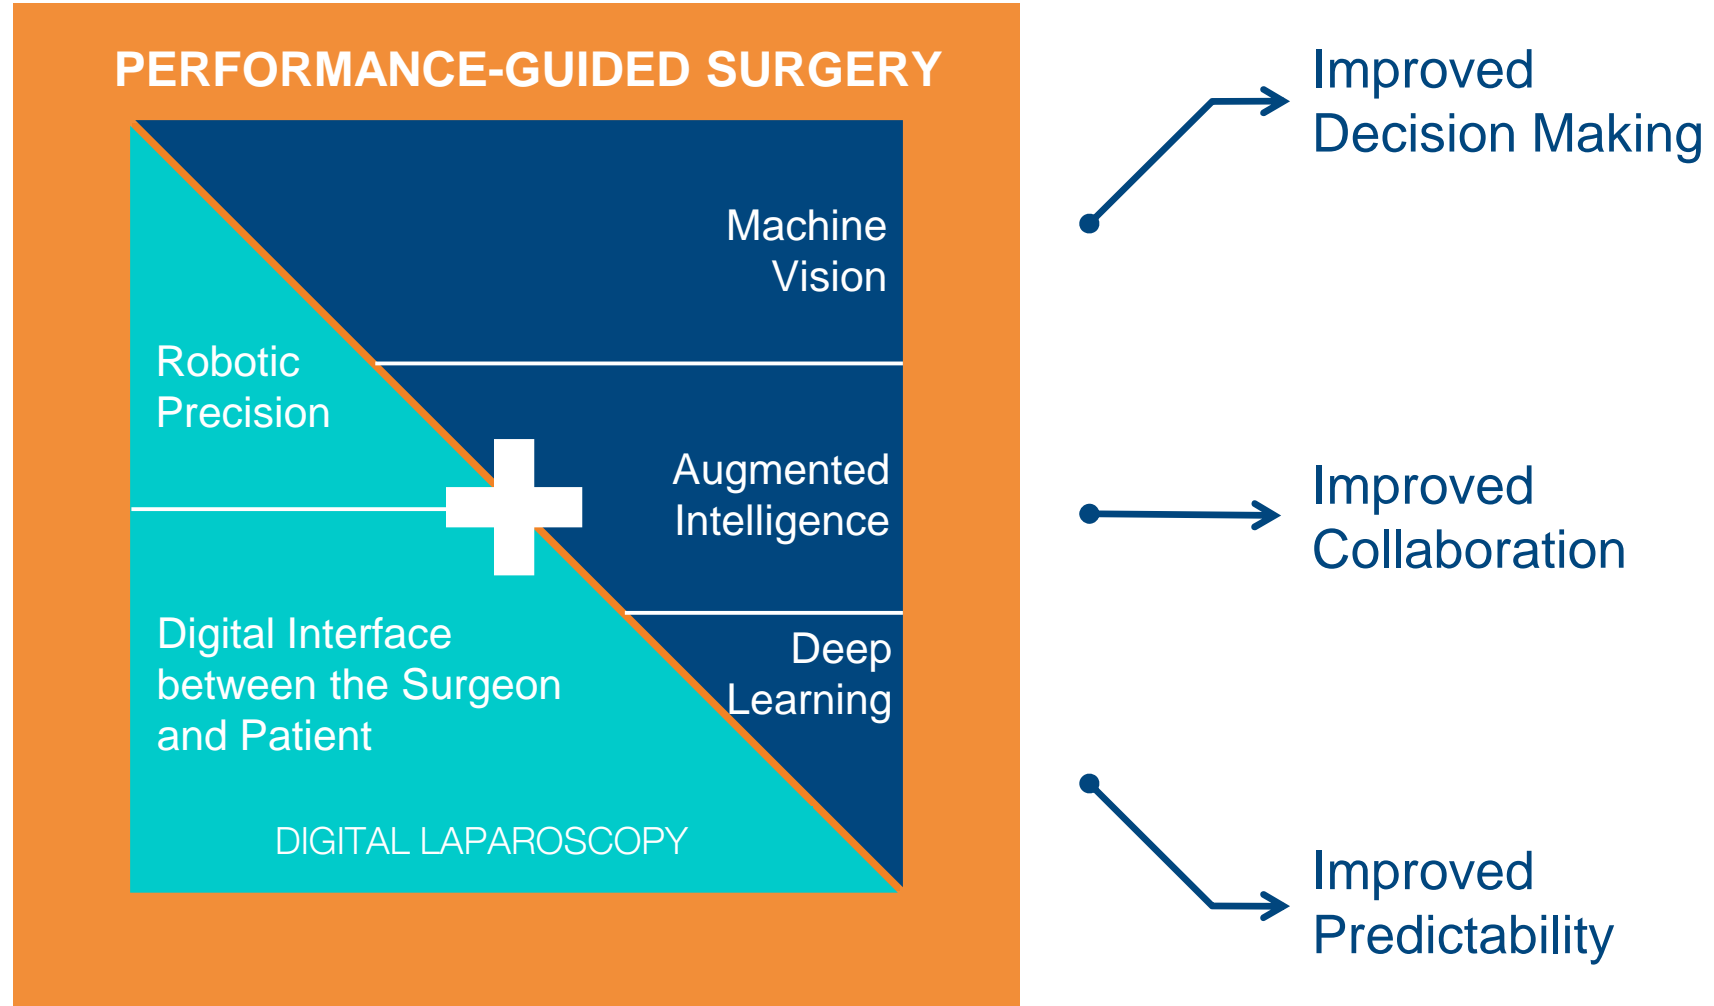 PERFORMANCE-GUIDED SURGERY
Machine
Vision
Robotic
Precision
Augmented
Intelligence
Digital Interface
between the Surgeon
and Patient
Deep
Learning
DIGITAL LAPAROSCOPY
Improved
Decision Making
Improved
Collaboration
Improved
Predictability